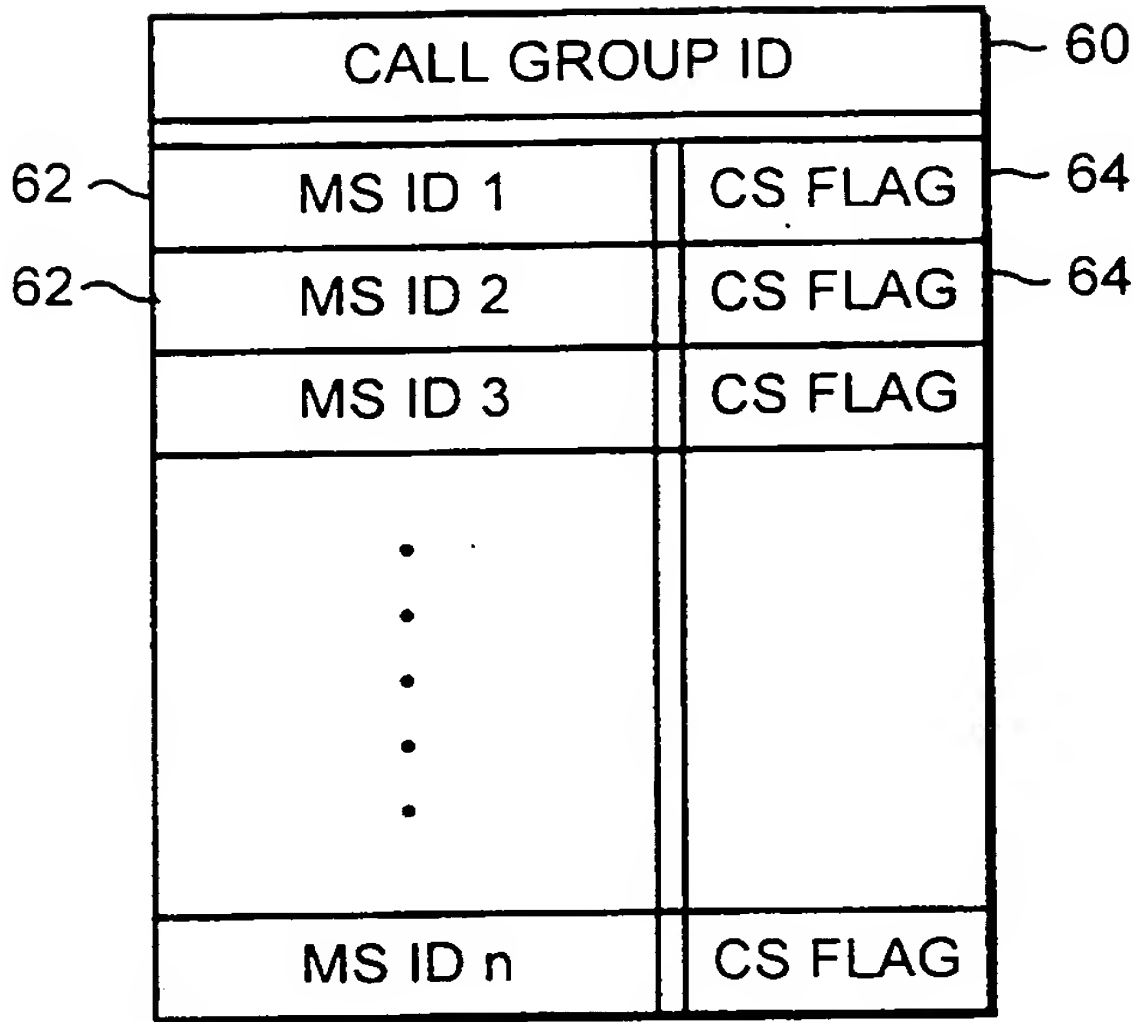 CALL GROUP ID 60
62 MS ID 1 CS FLAG 64
62 MS ID 2 CS FLAG 64
MS ID 3 CS FLAG
MS ID n CS FLAG